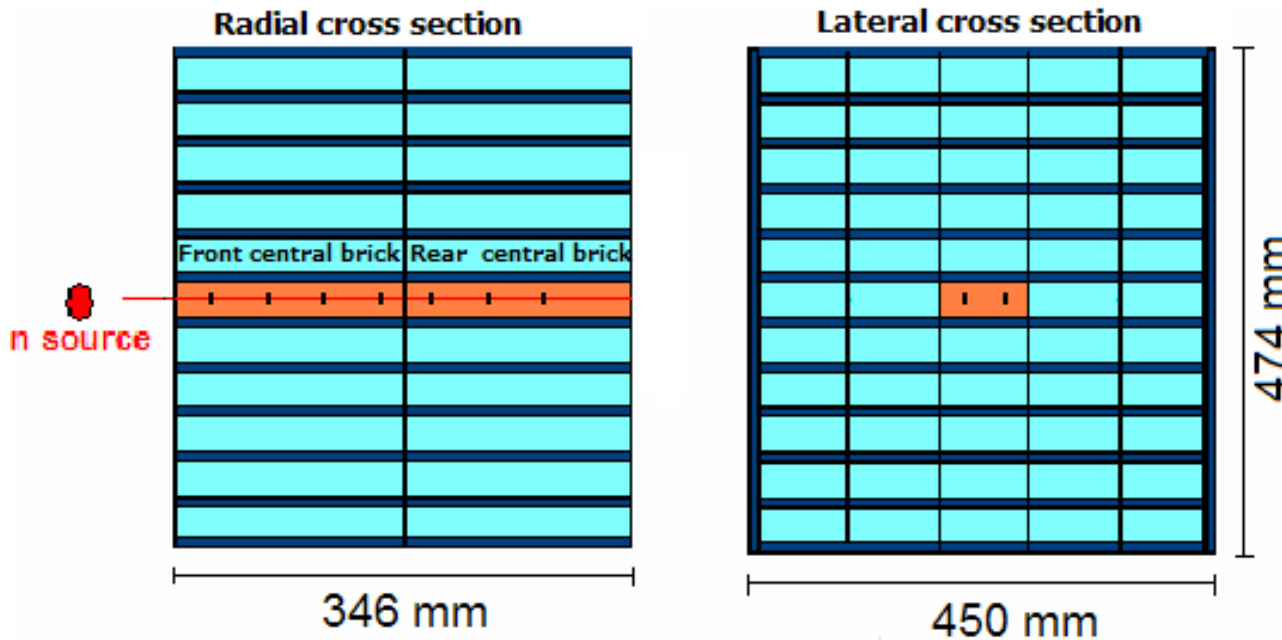 Radial cross section
Lateral cross section
Front central brick
Rear central brick
n source
474 mm
346 mm
450 mm